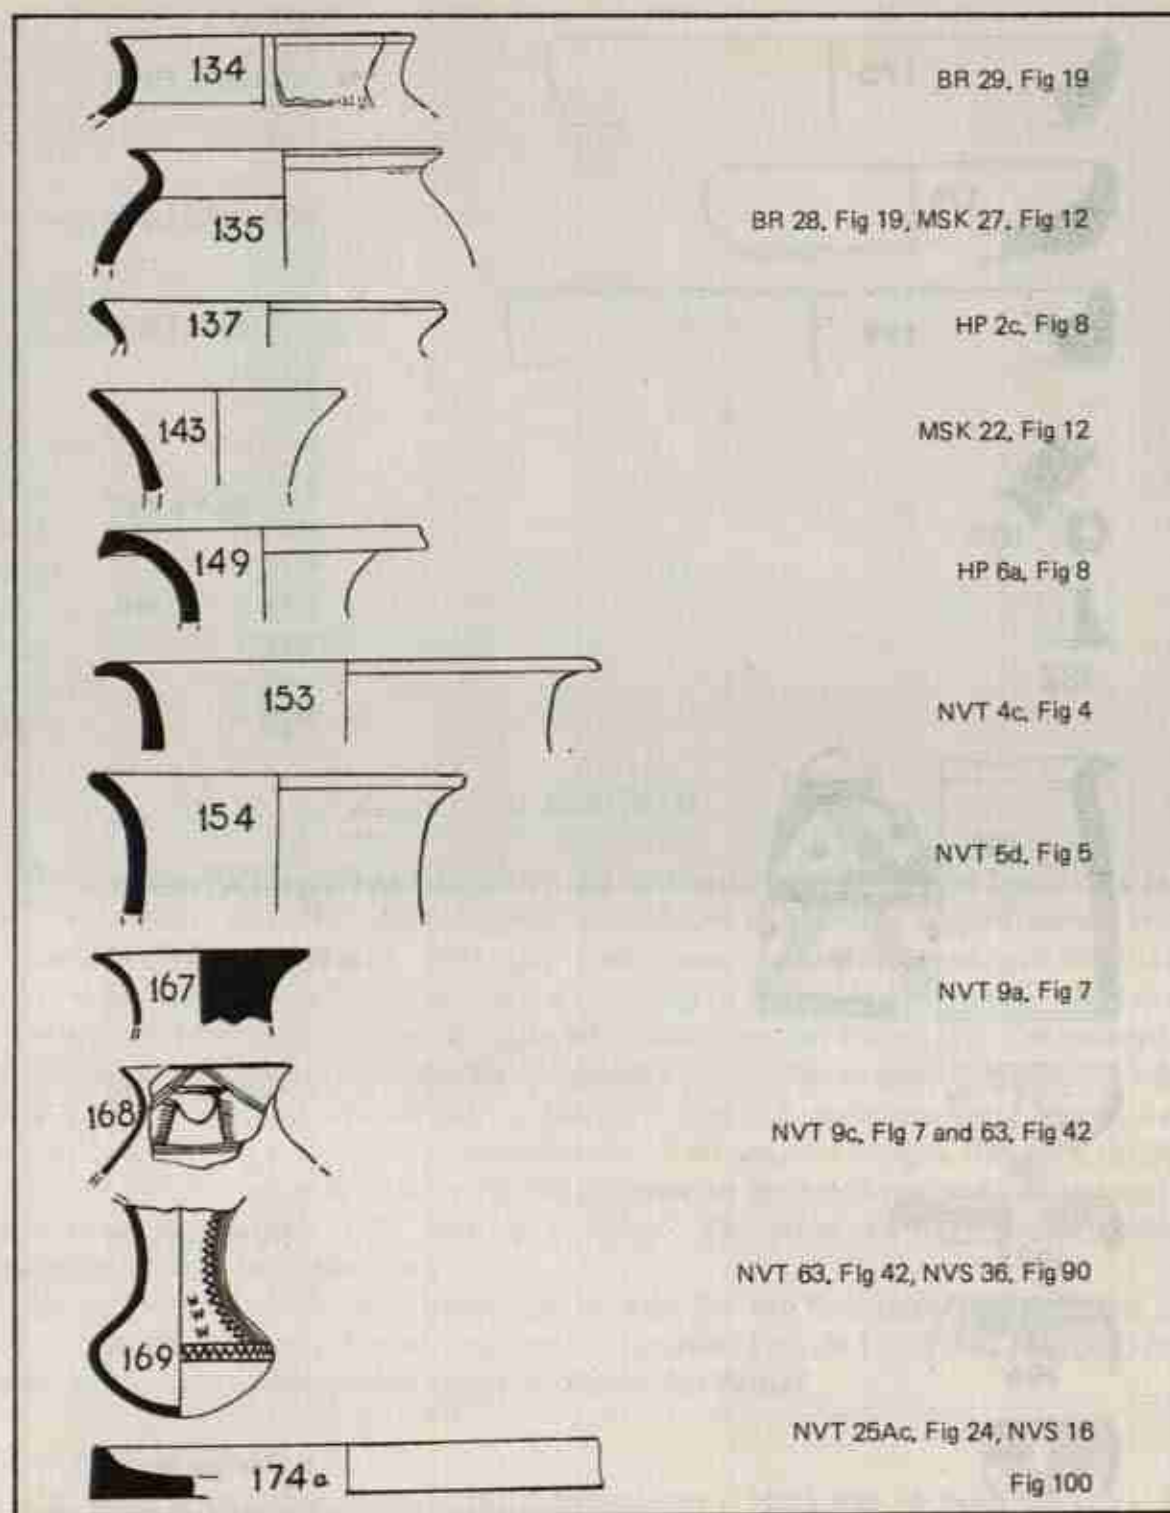 134 BR 29, Fig 19
135 BR 28, Fig 19, MSK 27, Fig 12
137 HP 2c, Fig 8
143 MSK 22, Fig 12
149 HP 6a, Fig 8
153 NVT 4c, Fig 4
154 NVT 5d, Fig 5
167 NVT 9a, Fig 7
168 NVT 9c, Fig 7 and 63, Fig 42
169 NVT 63, Fig 42, NVS 36, Fig 90
NVT 25Ac, Fig 24, NVS 16
174a Fig 100